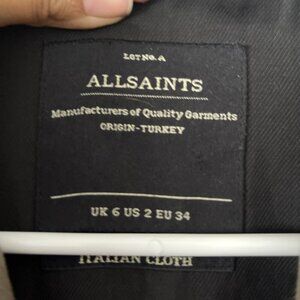 LOT NO. A
ALLSAINTS
Manufacturers of Quality Garments
ORIGIN-TURKEY
UK 6 US 2 EU 34
ITALIAN CLOTH